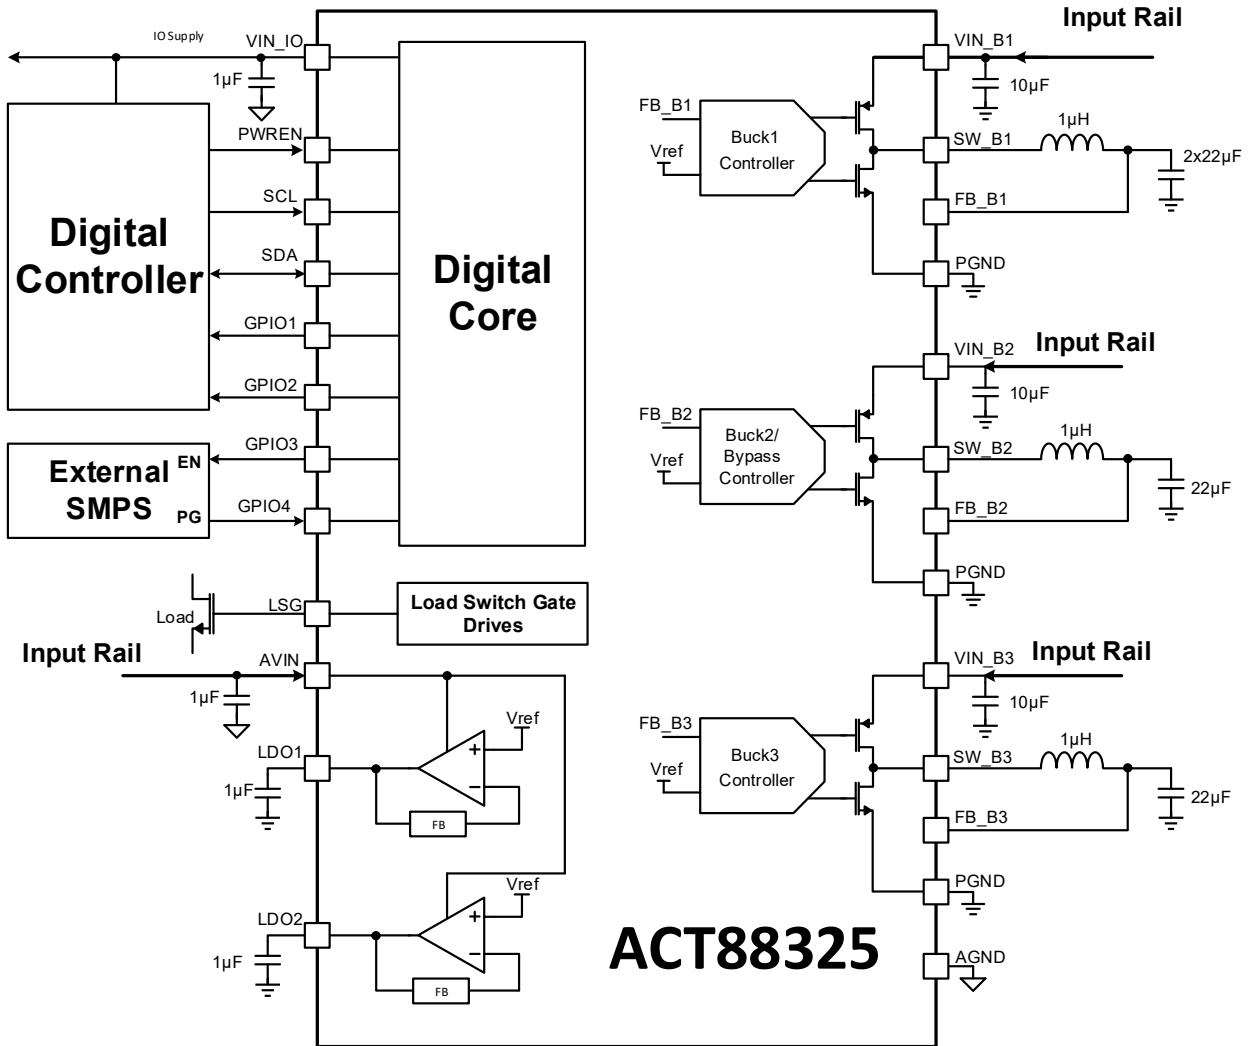 IO Supply
VIN_IO
1µF
PWREN
SCL
SDA
GPIO1
GPIO2
GPIO3
GPIO4
Digital
Controller
External
SMPS
EN
PG
Digital
Core
LSG
Load
Load Switch Gate
Drives
Input Rail
AVIN
1µF
LDO1
1µF
Vref
+
−
FB
LDO2
1µF
Vref
+
−
FB
Input Rail
VIN_B1
10µF
FB_B1
Vref
Buck1
Controller
SW_B1
1µH
2x22µF
FB_B1
PGND
Input Rail
VIN_B2
10µF
FB_B2
Vref
Buck2/
Bypass
Controller
SW_B2
1µH
22µF
FB_B2
PGND
Input Rail
VIN_B3
10µF
FB_B3
Vref
Buck3
Controller
SW_B3
1µH
22µF
FB_B3
PGND
AGND
ACT88325